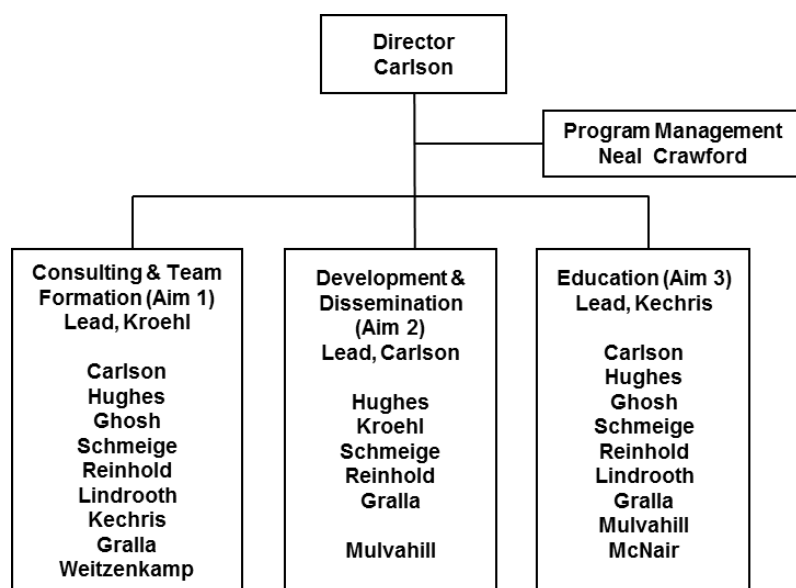 Director
Carlson
Program Management
Neal Crawford
Consulting & Team
Formation (Aim 1)
Lead, Kroehl
Carlson
Hughes
Ghosh
Schmeige
Reinhold
Lindrooth
Kechris
Gralla
Weitzenkamp
Development &
Dissemination
(Aim 2)
Lead, Carlson
Hughes
Kroehl
Schmeige
Reinhold
Gralla
Mulvahill
Education (Aim 3)
Lead, Kechris
Carlson
Hughes
Ghosh
Schmeige
Reinhold
Lindrooth
Gralla
Mulvahill
McNair